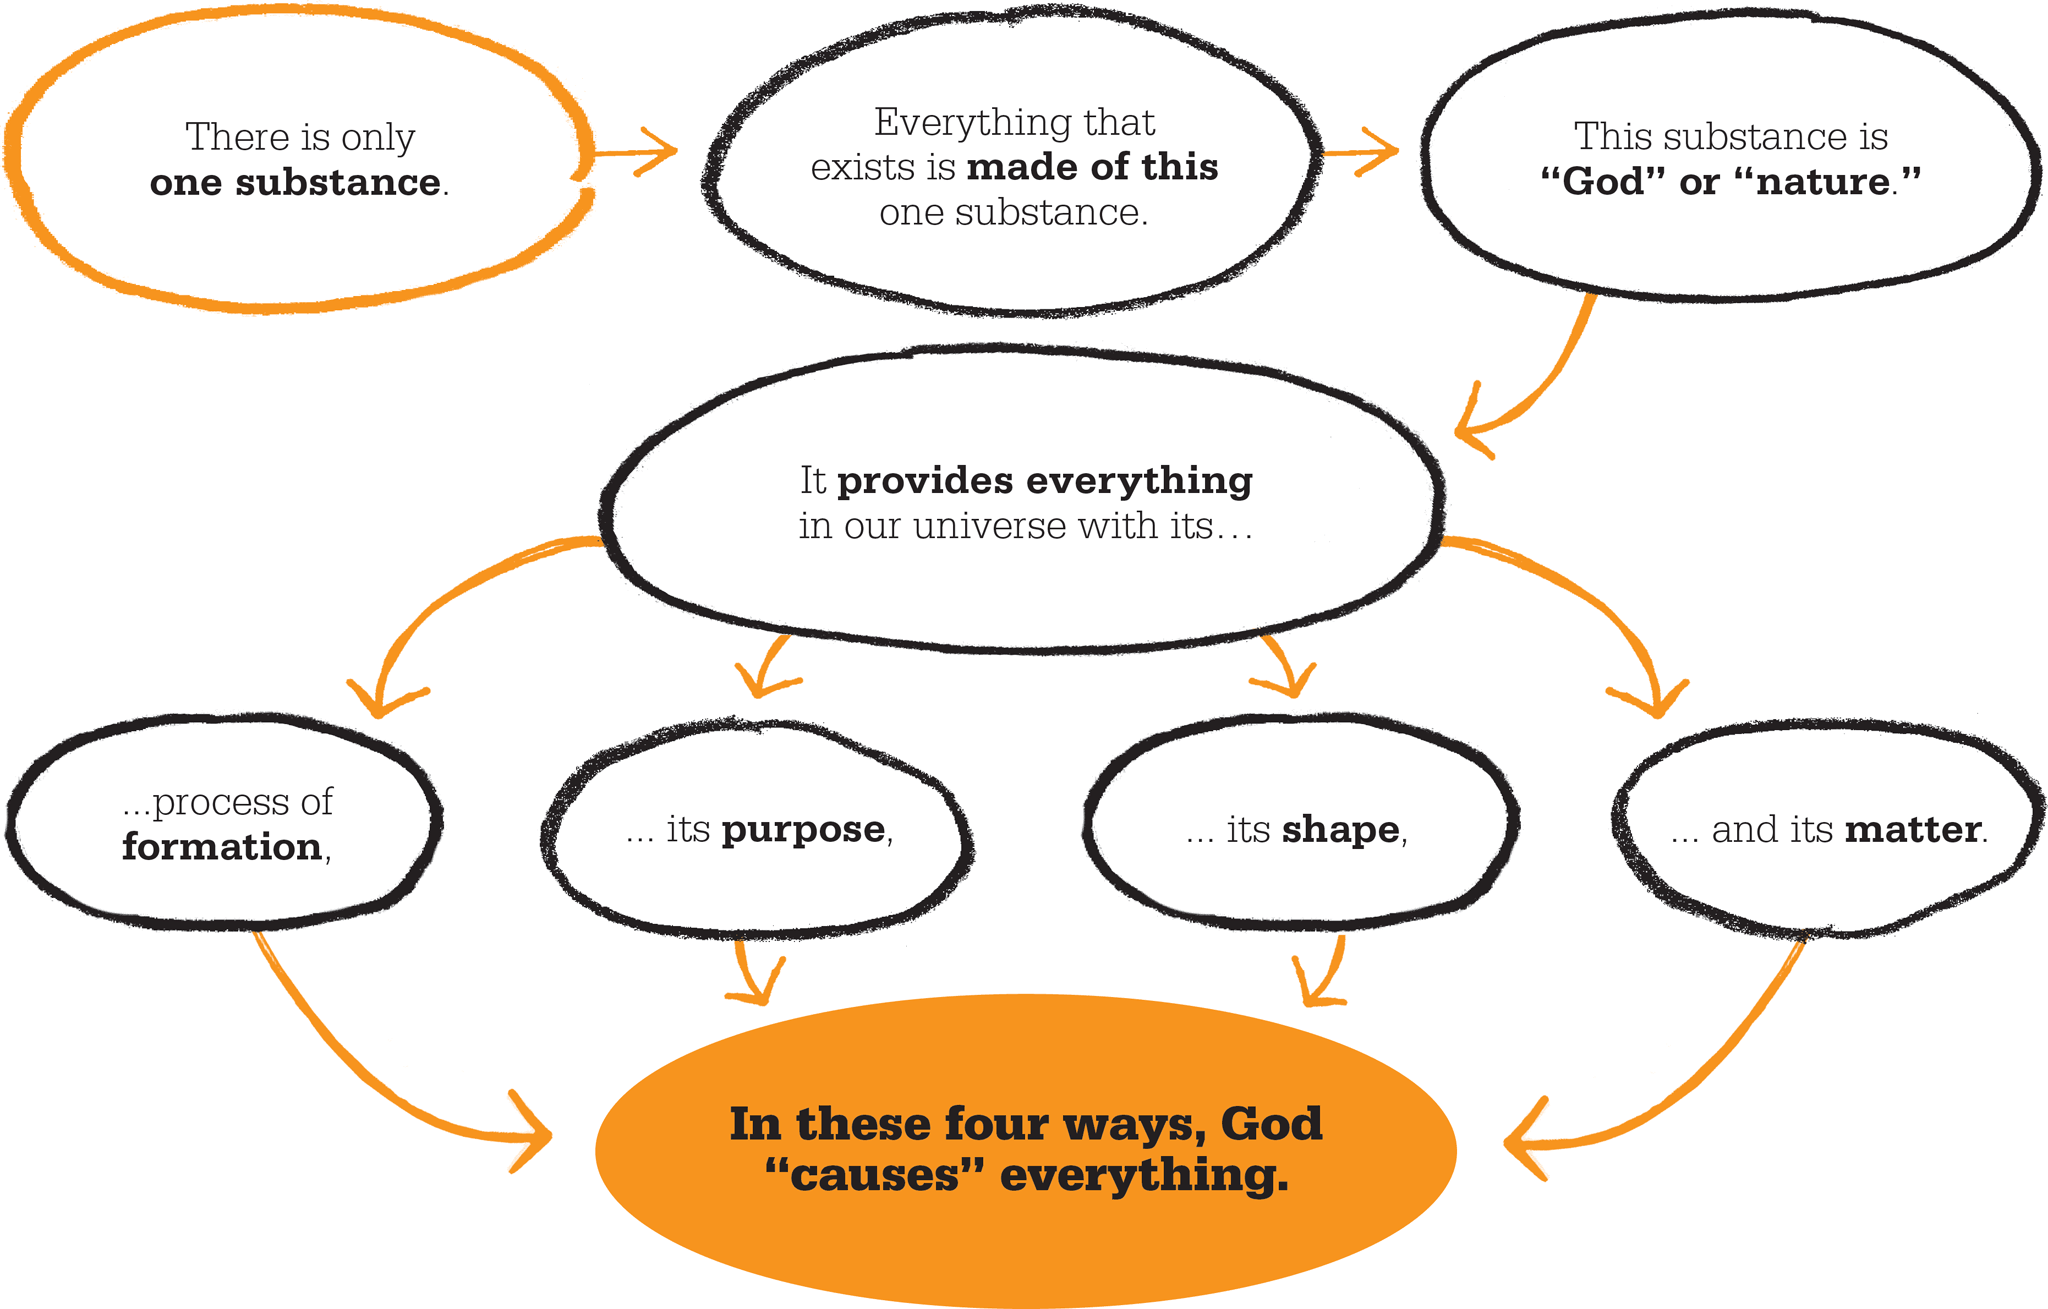 There is only
one substance.
Everything that
exists is made of this
one substance.
This substance is
“God” or “nature.”
It provides everything
in our universe with its…
...process of
formation,
... its purpose,
... its shape,
... and its matter.
In these four ways, God
“causes” everything.